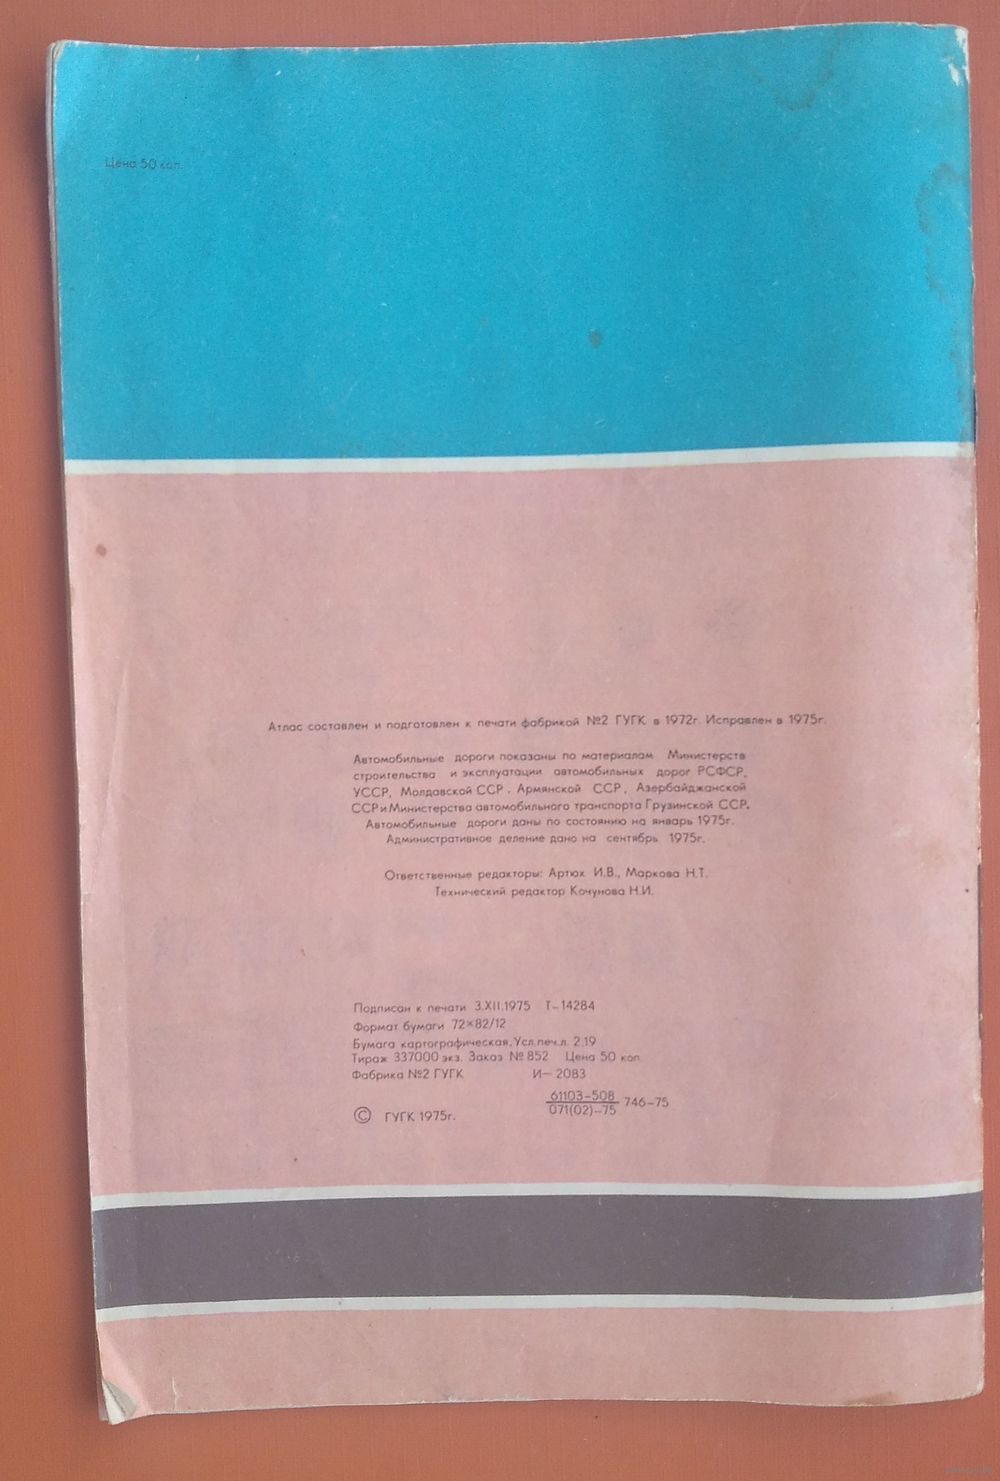 Цена 50 коп.
Атлас составлен и подготовлен к печати фабрикой №2 ГУГК в 1972г. Исправлен в 1975г.
Автомобильные дороги показаны по материалам Министерств
строительства и эксплуатации автомобильных дорог РСФСР,
УССР, Молдавской ССР, Армянской ССР, Азербайджанской
ССР и Министерства автомобильного транспорта Грузинской ССР.
Автомобильные дороги даны по состоянию на январь 1975г.
Административное деление дано на сентябрь 1975г.
Ответственные редакторы: Артюх И.В., Маркова Н.Т.
Технический редактор Кочунова Н.И.
Подписан к печати 3.XII.1975 Т-14284
Формат бумаги 72×82/12
Бумага картографическая. Усл.печ.л. 2,19
Тираж 337000 экз. Заказ №852 Цена 50 коп.
Фабрика №2 ГУГК И-2083
61103-508
071(02)-75 746-75
© ГУГК 1975г.